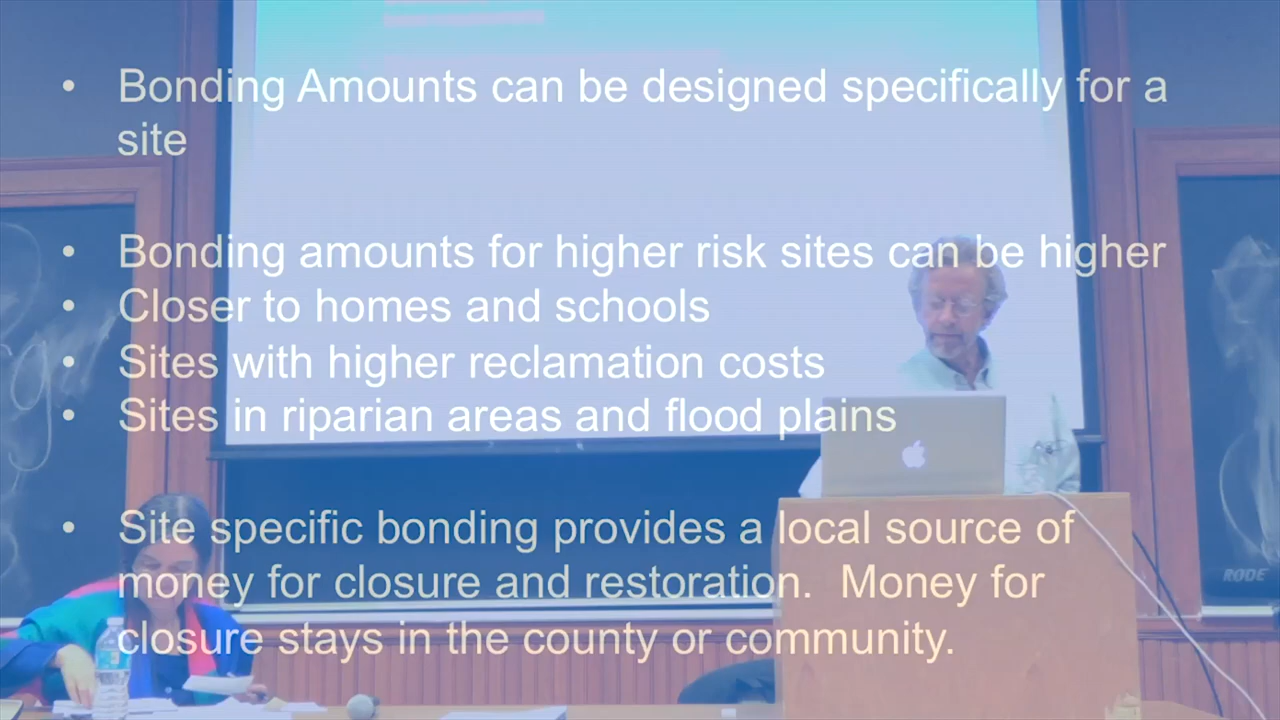 • Bonding Amounts can be designed specifically for a
site
• Bonding amounts for higher risk sites can be higher
• Closer to homes and schools
• Sites with higher reclamation costs
• Sites in riparian areas and flood plains
• Site specific bonding provides a local source of
money for closure and restoration.  Money for
closure stays in the county or community.
RODE